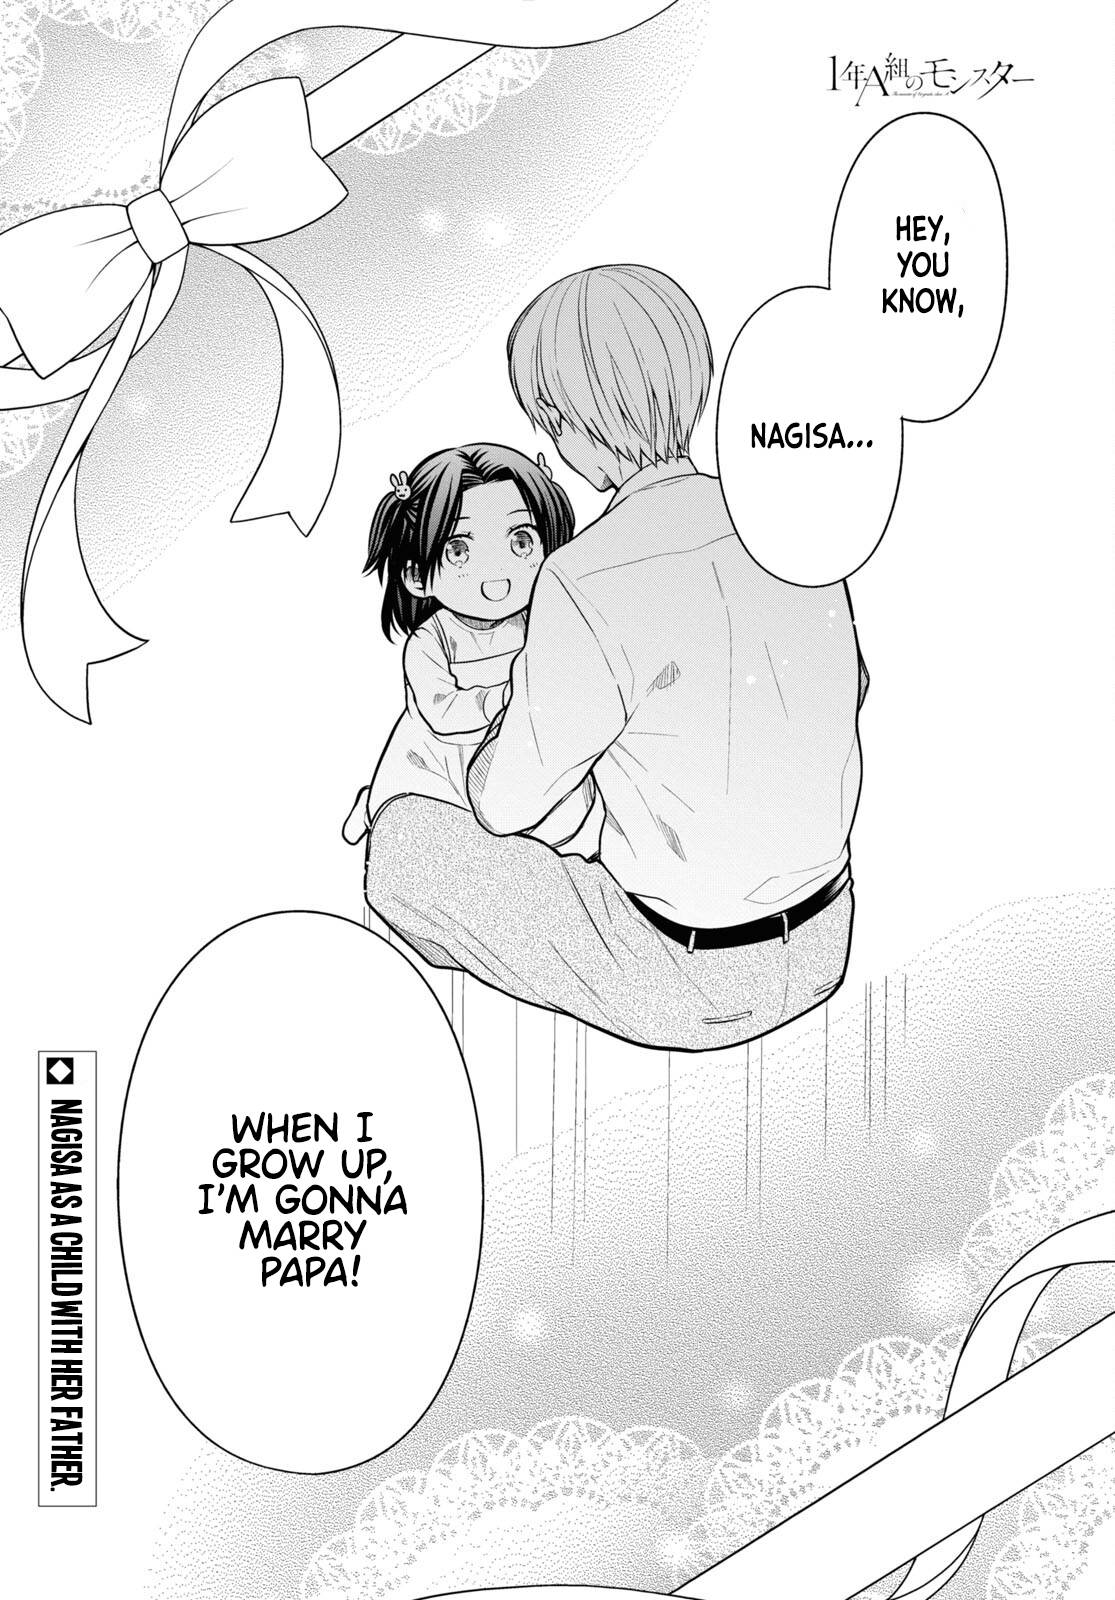 1年A組のモンスター
HEY,
YOU
KNOW,
NAGISA...
WHEN I
GROW UP,
I'M GONNA
MARRY
PAPA!
NAGISA AS A CHILD WITH HER FATHER.